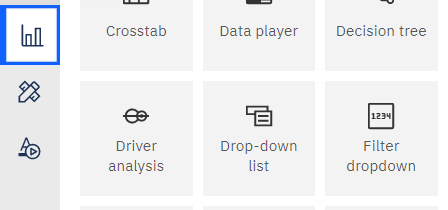 Crosstab
Data player
Decision tree
1234
Driver
analysis
Drop-down
list
Filter
dropdown